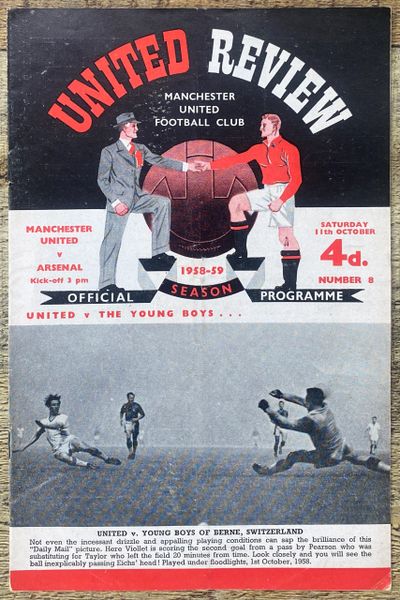 UNITED REVIEW
MANCHESTER
UNITED
FOOTBALL CLUB
MANCHESTER
UNITED
v
ARSENAL
Kick-off 3 pm
SATURDAY
11th OCTOBER
4d.
NUMBER 8
1958-59
SEASON
OFFICIAL PROGRAMME
UNITED v THE YOUNG BOYS . . .
UNITED v. YOUNG BOYS OF BERNE, SWITZERLAND
Not even the incessant drizzle and appalling playing conditions can sap the brilliance of this
"Daily Mail" picture. Here Viollet is scoring the second goal from a pass by Pearson who was
substituting for Taylor who left the field 20 minutes from time. Look closely and you will see the
ball inexplicably passing Eichs' head! Played under floodlights, 1st October, 1958.